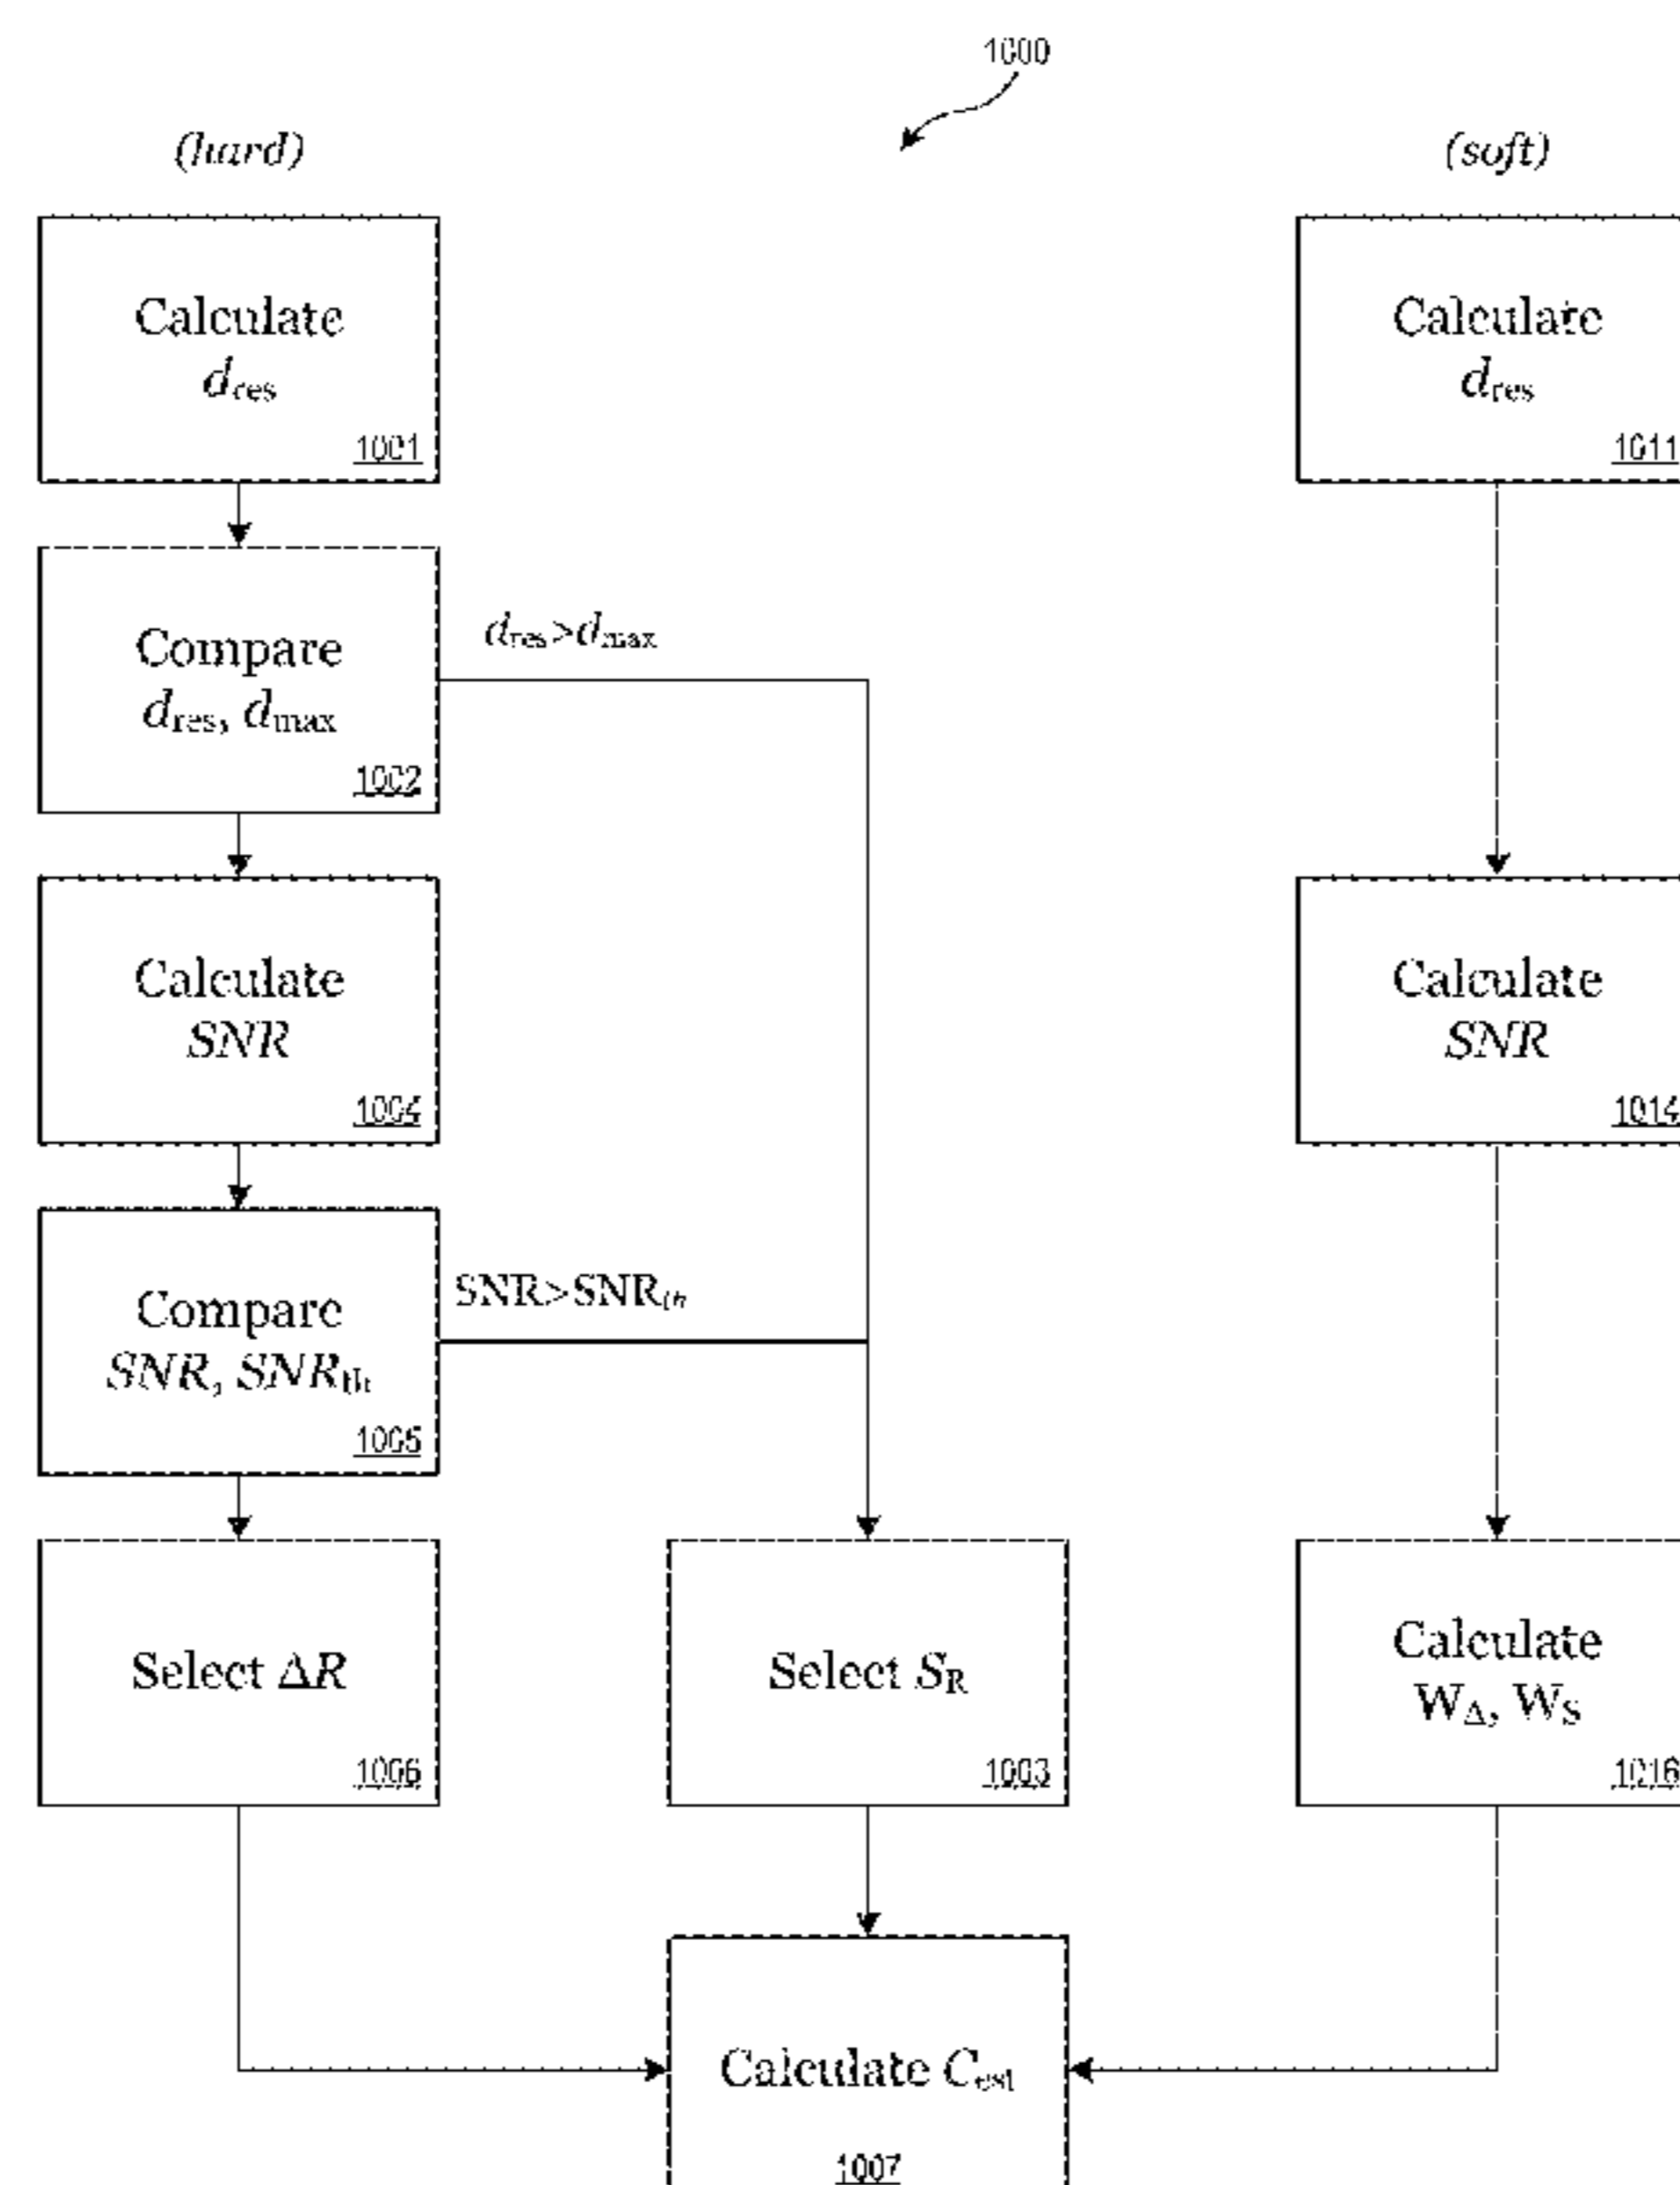 1000
(hard)
(soft)
Calculate
dres
1001
Calculate
dres
1011
Compare
dres, dmax
1002
dres>dmax
Calculate
SNR
1004
Calculate
SNR
1014
Compare
SNR, SNRth
1005
SNR>SNRth
Select ΔR
1006
Select SR
1003
Calculate
WΔ, WS
1016
Calculate Cest
1007